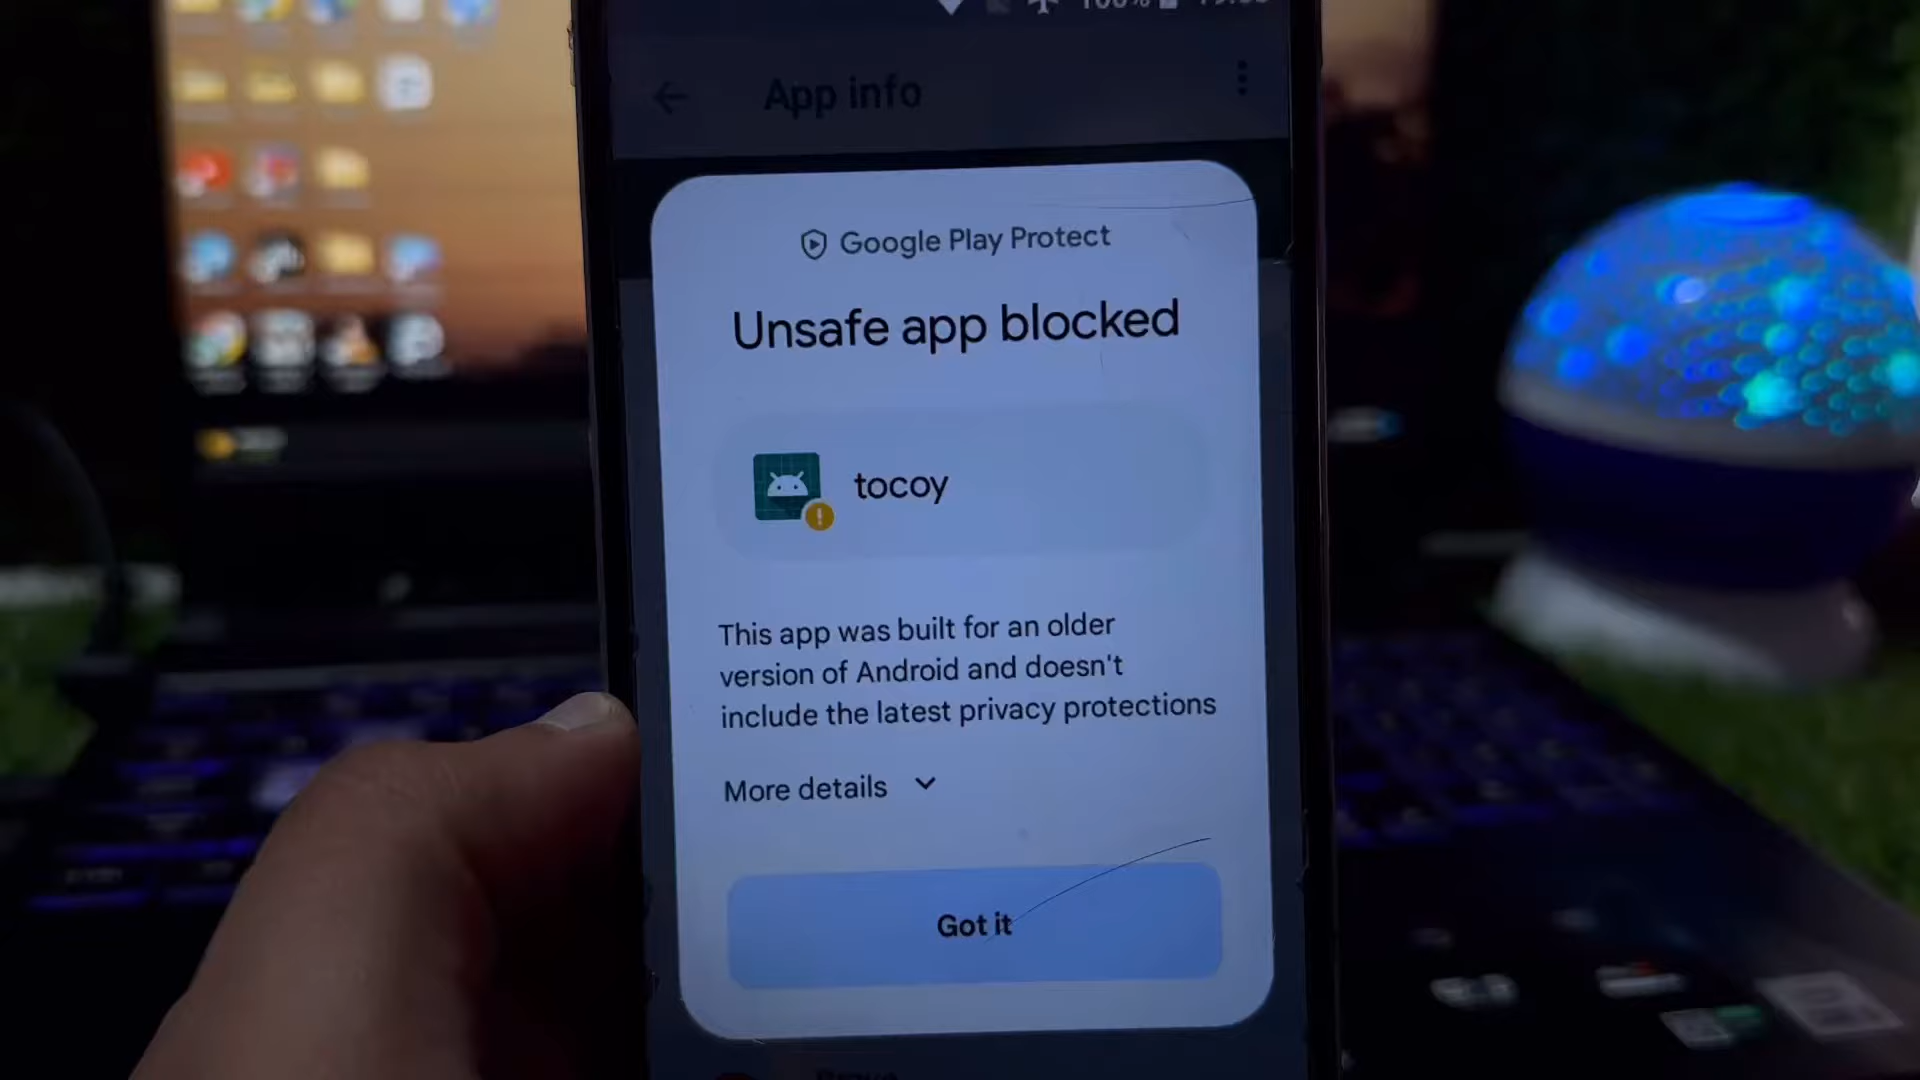 100%
App info
Google Play Protect
Unsafe app blocked
tocoy
This app was built for an older
version of Android and doesn't
include the latest privacy protections
More details
Got it